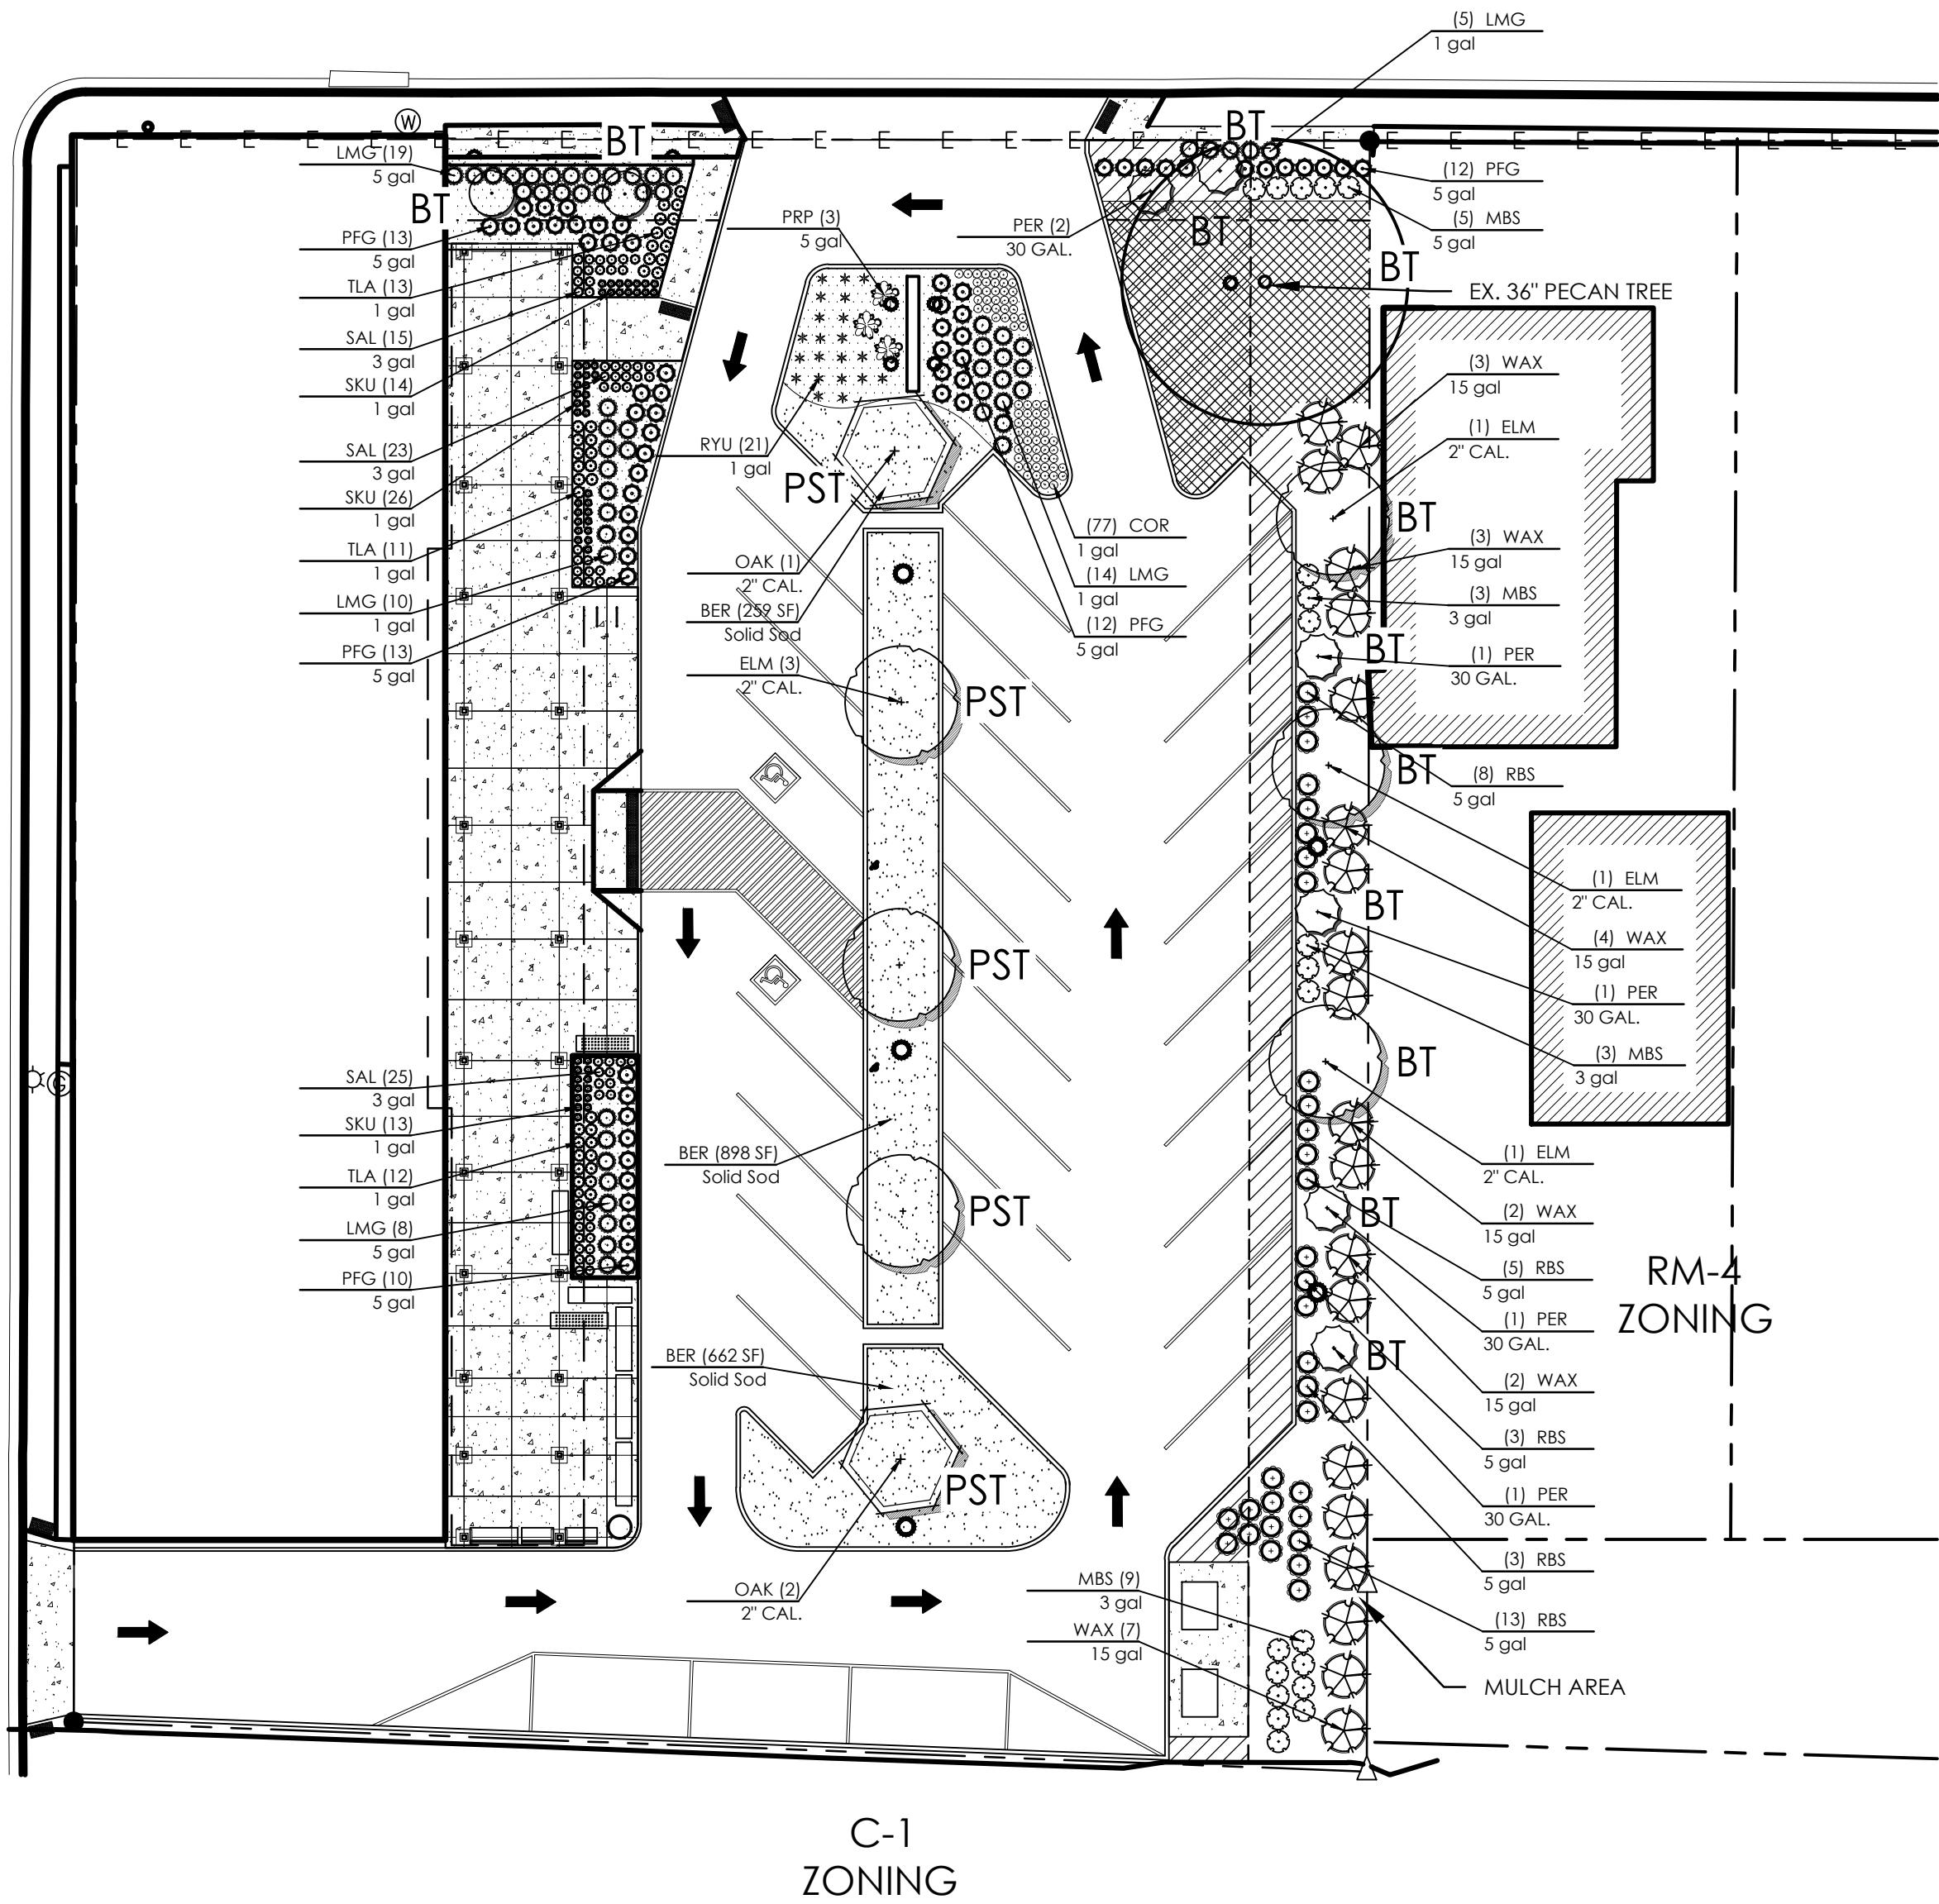 (5) LMG
1 gal
BT
BT
W
E E E E E E E E E E E E E E E E E E E E E E E E E E E E E
LMG (19)
5 gal
BT
PFG (13)
5 gal
TLA (13)
1 gal
SAL (15)
3 gal
SKU (14)
1 gal
SAL (23)
3 gal
SKU (26)
1 gal
TLA (11)
1 gal
LMG (10)
1 gal
PFG (13)
5 gal
SAL (25)
3 gal
SKU (13)
1 gal
TLA (12)
1 gal
LMG (8)
5 gal
PFG (10)
5 gal
G
PRP (3)
5 gal
PER (2)
30 GAL.
RYU (21)
1 gal
PST
OAK (1)
2" CAL.
BER (259 SF)
Solid Sod
ELM (3)
2" CAL.
PST
PST
BER (898 SF)
Solid Sod
PST
BER (662 SF)
Solid Sod
PST
OAK (2)
2" CAL.
(77) COR
1 gal
(14) LMG
1 gal
(12) PFG
5 gal
MBS (9)
3 gal
WAX (7)
15 gal
(12) PFG
5 gal
(5) MBS
5 gal
BT
BT
EX. 36" PECAN TREE
(3) WAX
15 gal
(1) ELM
2" CAL.
BT
(3) WAX
15 gal
(3) MBS
3 gal
BT
(1) PER
30 GAL.
BT
(8) RBS
5 gal
(1) ELM
2" CAL.
BT
(4) WAX
15 gal
(1) PER
30 GAL.
(3) MBS
3 gal
BT
(1) ELM
2" CAL.
BT
(2) WAX
15 gal
(5) RBS
5 gal
(1) PER
30 GAL.
BT
(2) WAX
15 gal
(3) RBS
5 gal
(1) PER
30 GAL.
(3) RBS
5 gal
(13) RBS
5 gal
MULCH AREA
RM-4
ZONING
C-1
ZONING